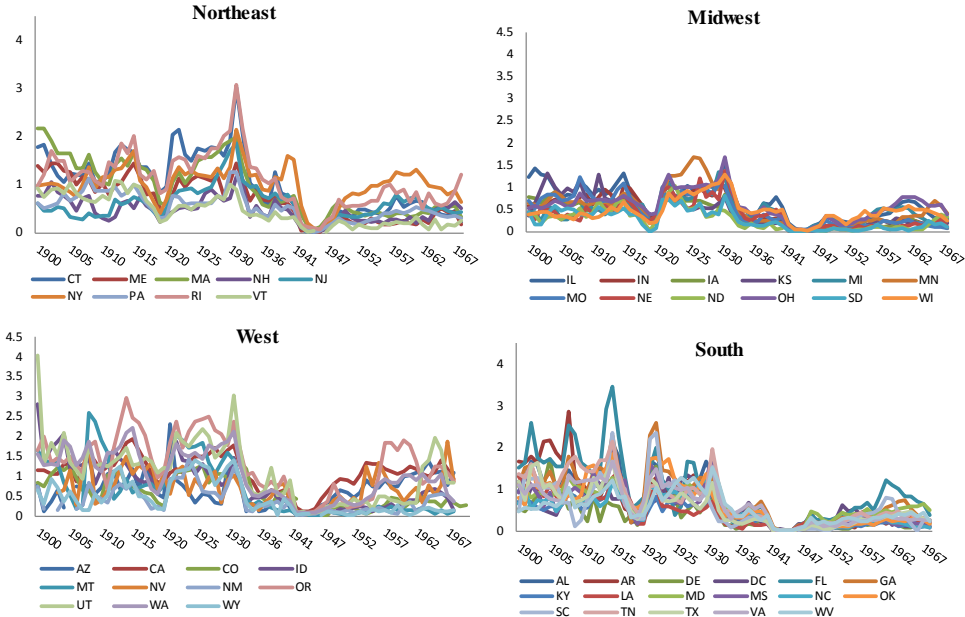 Northeast
4
3
2
1
0
1900 1905 1910 1915 1920 1925 1930 1936 1941 1947 1952 1957 1962 1967
CT ME MA NH NJ
NY PA RI VT
Midwest
4.5
4
3.5
3
2.5
2
1.5
1
0.5
0
1900 1905 1910 1915 1920 1925 1930 1936 1941 1947 1952 1957 1962 1967
IL IN IA KS MI MN
MO NE ND OH SD WI
West
4.5
4
3.5
3
2.5
2
1.5
1
0.5
0
1900 1905 1910 1915 1920 1925 1930 1936 1941 1947 1952 1957 1962 1967
AZ CA CO ID
MT NV NM OR
UT WA WY
South
4
3
2
1
0
1900 1905 1910 1915 1920 1925 1930 1936 1941 1947 1952 1957 1962 1967
AL AR DE DC FL GA
KY LA MD MS NC OK
SC TN TX VA WV